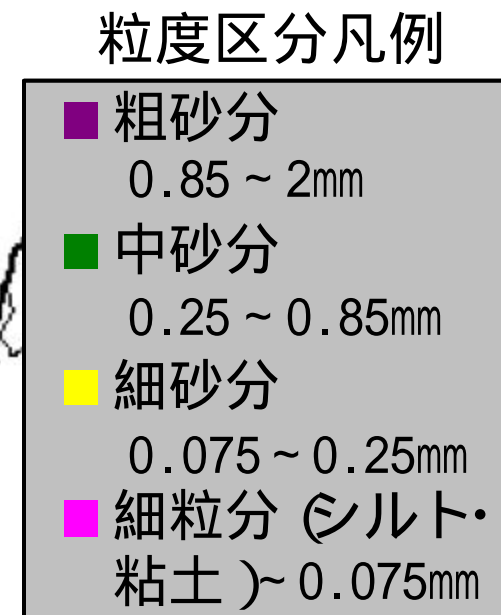 粒度区分凡例
粗砂分
0.85～2mm
中砂分
0.25～0.85mm
細砂分
0.075～0.25mm
細粒分(シルト・
粘土)～0.075mm